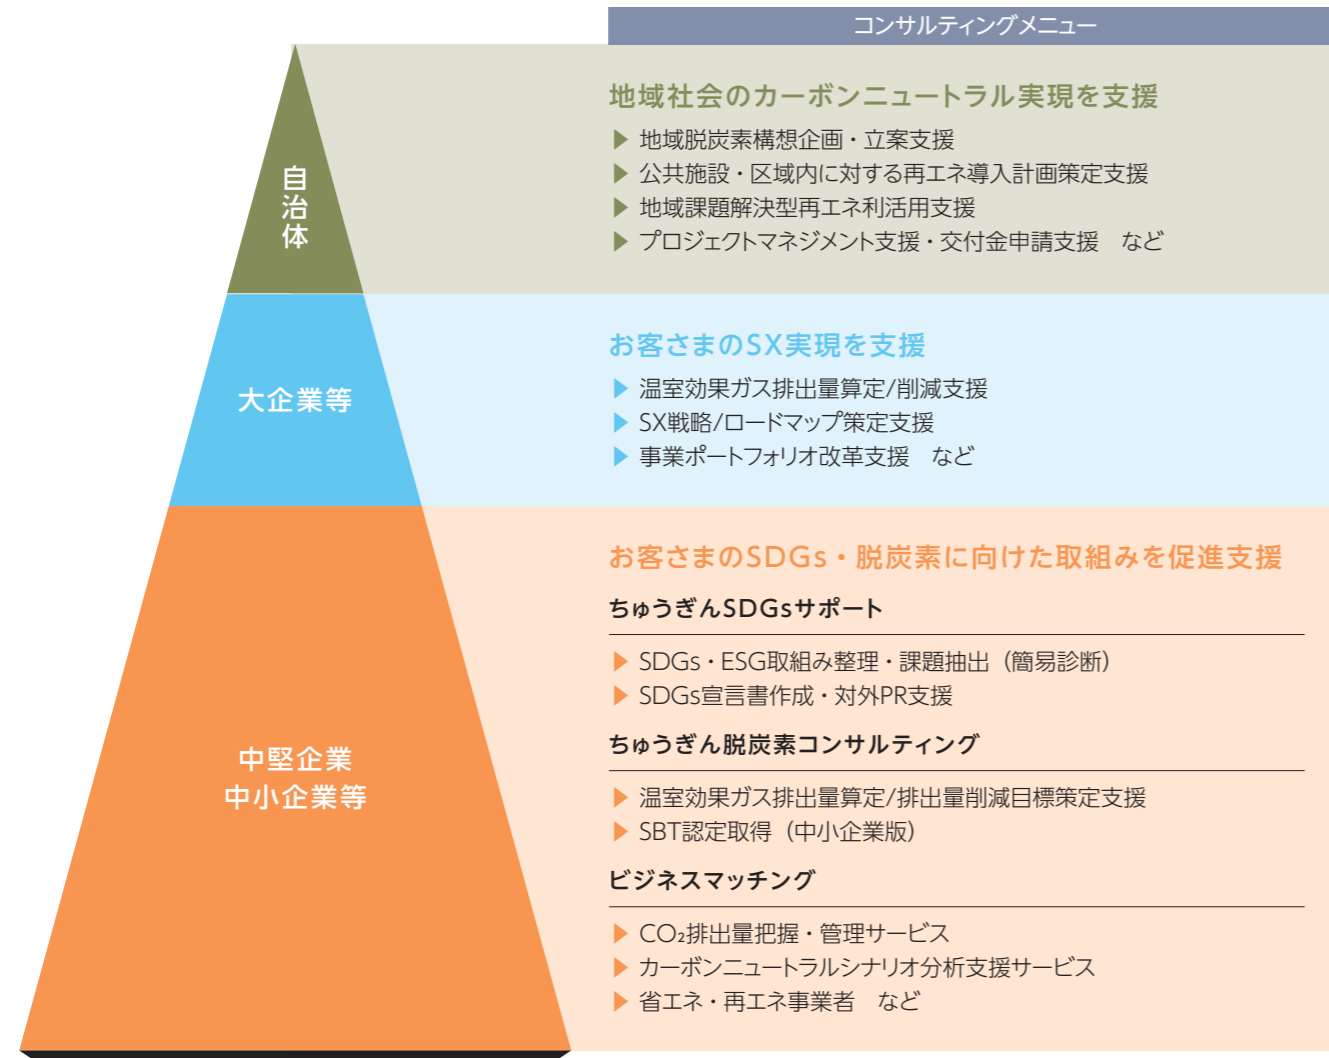 コンサルティングメニュー
自治体
地域社会のカーボンニュートラル実現を支援
▶ 地域脱炭素構想企画・立案支援
▶ 公共施設・区域内に対する再エネ導入計画策定支援
▶ 地域課題解決型再エネ利活用支援
▶ プロジェクトマネジメント支援・交付金申請支援　など
大企業等
お客さまのSX実現を支援
▶ 温室効果ガス排出量算定/削減支援
▶ SX戦略/ロードマップ策定支援
▶ 事業ポートフォリオ改革支援　など
中堅企業
中小企業等
お客さまのSDGs・脱炭素に向けた取組みを促進支援
ちゅうぎんSDGsサポート
▶ SDGs・ESG取組み整理・課題抽出（簡易診断）
▶ SDGs宣言書作成・対外PR支援
ちゅうぎん脱炭素コンサルティング
▶ 温室効果ガス排出量算定/排出量削減目標策定支援
▶ SBT認定取得（中小企業版）
ビジネスマッチング
▶ CO₂排出量把握・管理サービス
▶ カーボンニュートラルシナリオ分析支援サービス
▶ 省エネ・再エネ事業者　など